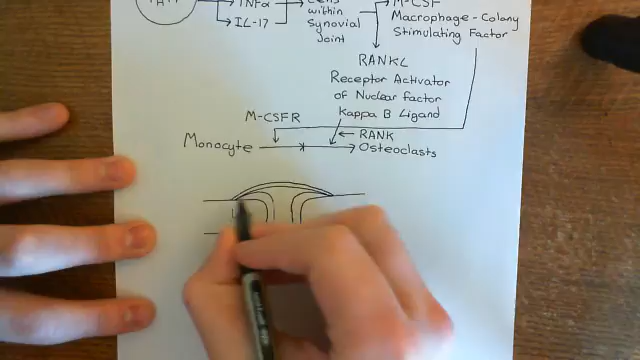 TNFα
IL-17
within
Synovial
Joint
M-CSF
Macrophage-Colony
Stimulating Factor
RANKL
Receptor Activator
of Nuclear Factor
Kappa B Ligand
M-CSFR
RANK
Monocyte
Osteoclasts